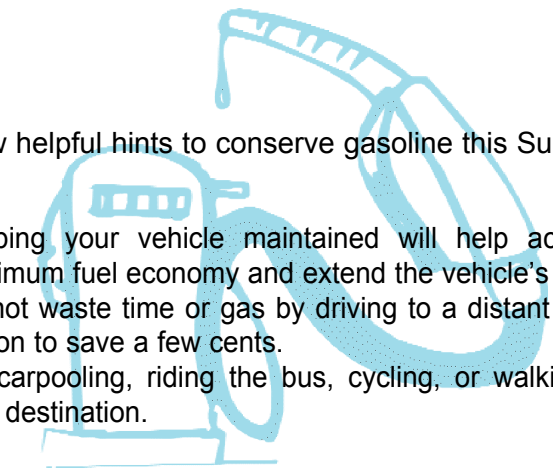 w helpful hints to conserve gasoline this Su
ping your vehicle maintained will help ac
imum fuel economy and extend the vehicle's
not waste time or gas by driving to a distant
on to save a few cents.
carpooling, riding the bus, cycling, or walki
destination.